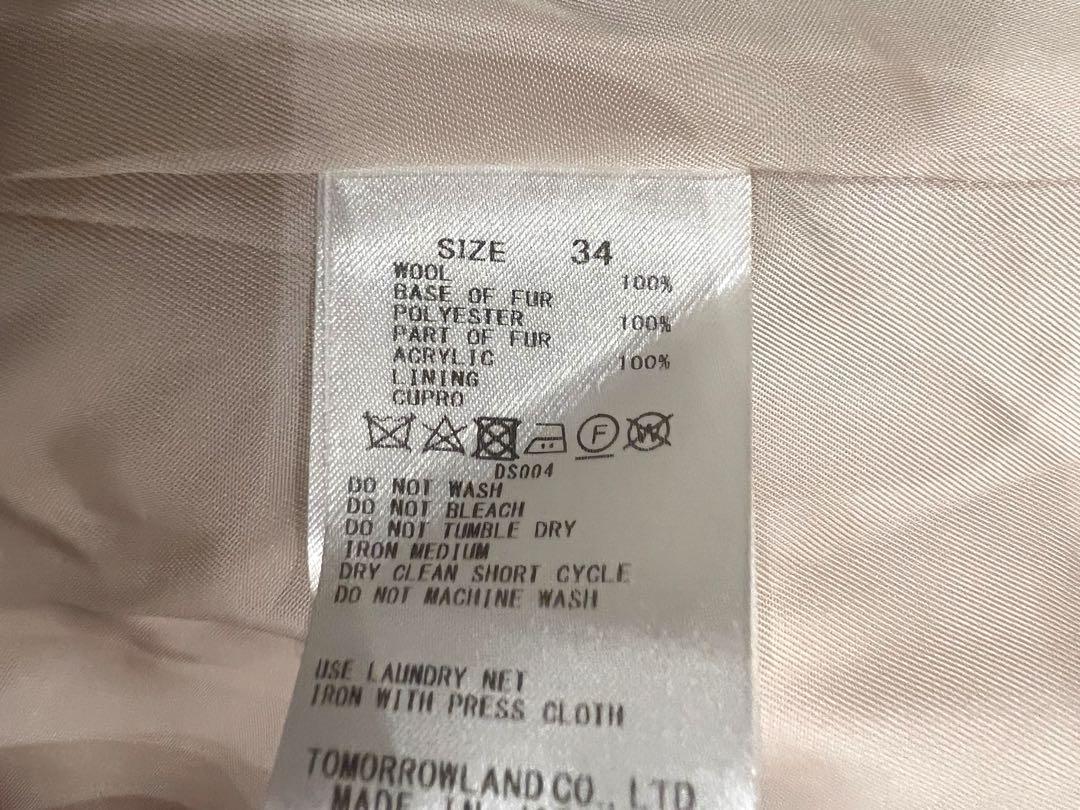 SIZE 34
WOOL 100%
BASE OF FUR
POLYESTER 100%
PART OF FUR
ACRYLIC 100%
LINING
CUPRO
F W
DS004
DO NOT WASH
DO NOT BLEACH
DO NOT TUMBLE DRY
IRON MEDIUM
DRY CLEAN SHORT CYCLE
DO NOT MACHINE WASH
USE LAUNDRY NET
IRON WITH PRESS CLOTH
TOMORROWLAND CO., LTD.
MADE IN